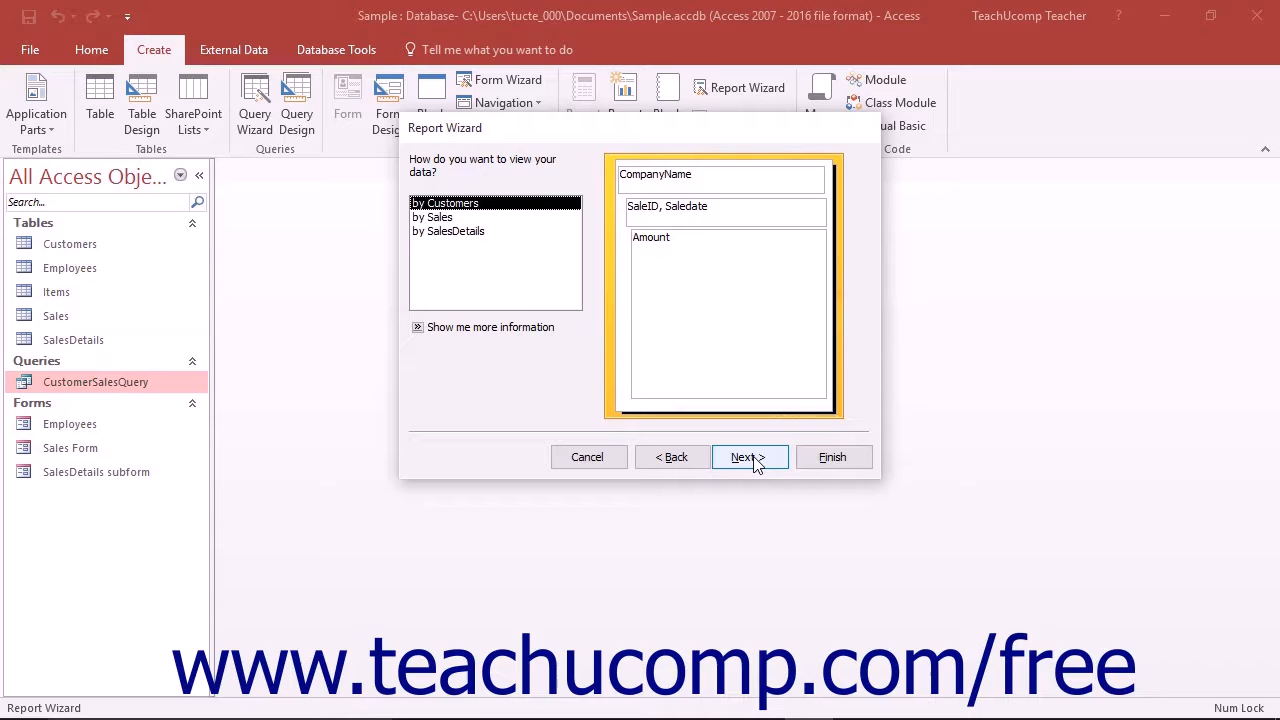 Sample : Database- C:\Users\tucte_000\Documents\Sample.accdb (Access 2007 - 2016 file format) - Access
TeachUcomp Teacher
?
File
Home
Create
External Data
Database Tools
Tell me what you want to do
Application
Parts
Templates
Table
Table
Design
SharePoint
Lists
Tables
Query
Wizard
Query
Design
Queries
Form
Form
Form Wizard
Navigation
Report Wizard
Module
Class Module
Code
Report Wizard
How do you want to view your
data?
by Customers
by Sales
by SalesDetails
Show me more information
CompanyName
SaleID, Saledate
Amount
Cancel
< Back
Next >
Finish
All Access Obje...
Search...
Tables
Customers
Employees
Items
Sales
SalesDetails
Queries
CustomerSalesQuery
Forms
Employees
Sales Form
SalesDetails subform
www.teachucomp.com/free
Report Wizard
Num Lock